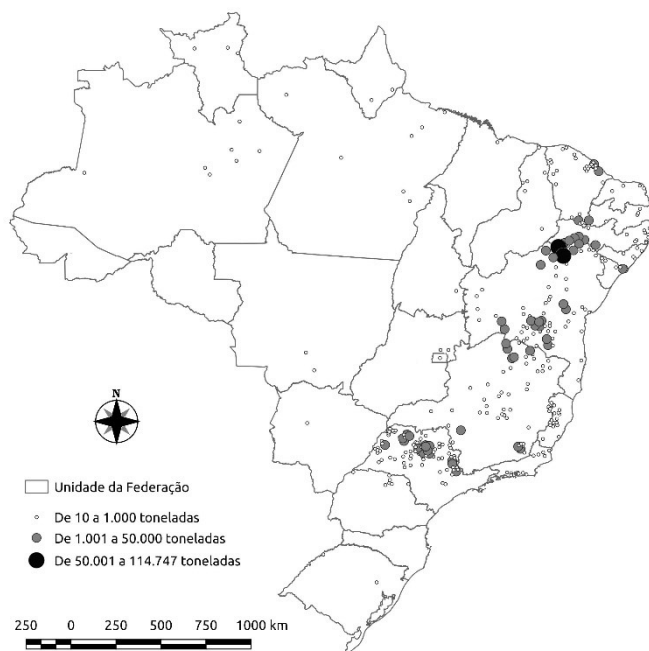 N
Unidade da Federação
De 10 a 1.000 toneladas
De 1.001 a 50.000 toneladas
De 50.001 a 114.747 toneladas
250 0 250 500 750 1000 km